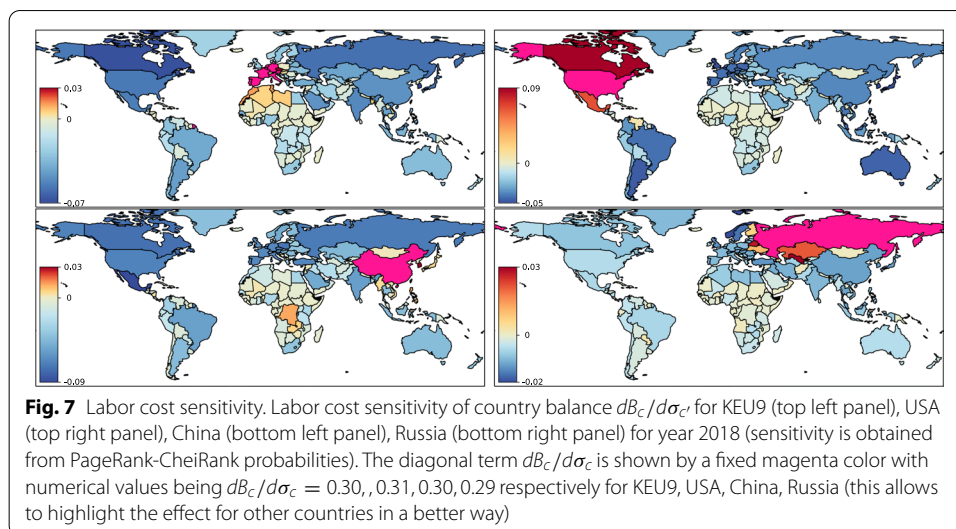 0.03
0
-0.07
0.09
0
-0.05
0.03
0
-0.09
0.03
0
-0.02
Fig. 7 Labor cost sensitivity. Labor cost sensitivity of country balance dB_c/dσ_c′ for KEU9 (top left panel), USA
(top right panel), China (bottom left panel), Russia (bottom right panel) for year 2018 (sensitivity is obtained
from PageRank-CheiRank probabilities). The diagonal term dB_c/dσ_c is shown by a fixed magenta color with
numerical values being dB_c/dσ_c = 0.30, , 0.31, 0.30, 0.29 respectively for KEU9, USA, China, Russia (this allows
to highlight the effect for other countries in a better way)